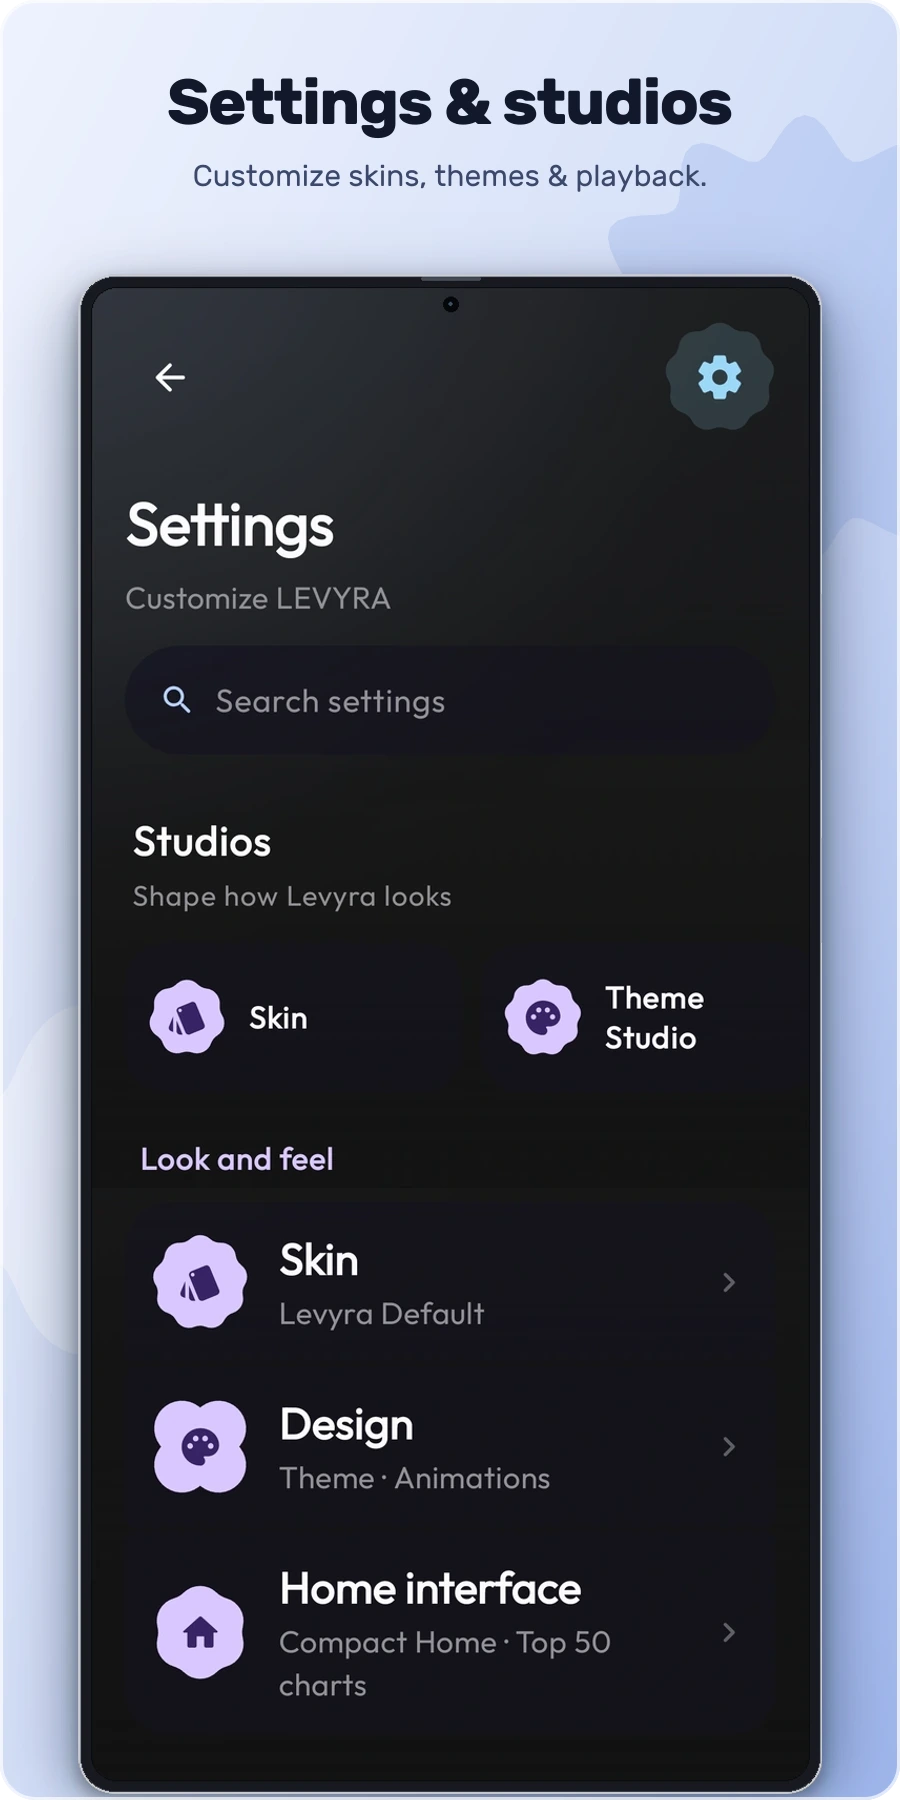 Settings & studios
Customize skins, themes & playback.
Settings
Customize LEVYRA
Search settings
Studios
Shape how Levyra looks
Skin
Theme
Studio
Look and feel
Skin
Levyra Default
Design
Theme · Animations
Home interface
Compact Home · Top 50
charts